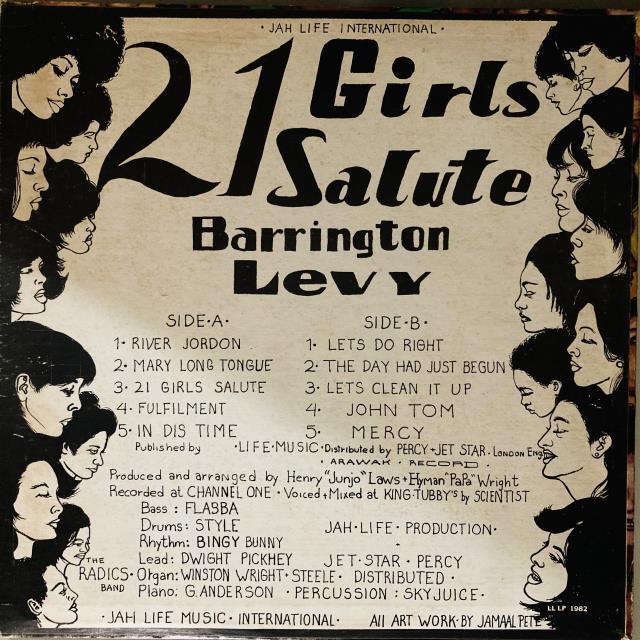 · JAH LIFE INTERNATIONAL ·
21 Girls
Salute
Barrington
Levy
SIDE·A·
1· RIVER JORDON
2· MARY LONG TONGUE
3· 21 GIRLS SALUTE
4· FULFILMENT
5· IN DIS TIME
SIDE·B·
1· LETS DO RIGHT
2· THE DAY HAD JUST BEGUN
3· LETS CLEAN IT UP
4· JOHN TOM
5· MERCY
Published by ·LIFE·MUSIC· Distributed by PERCY+JET STAR· LONDON
· ARAWAK · RECORD ·
Produced and arranged by Henry "Junjo" Laws + Hyman "PaPa" Wright
Recorded at CHANNEL ONE · Voiced + Mixed at KING·TUBBY'S by SCIENTIST
Bass : FLABBA
Drums: STYLE JAH·LIFE · PRODUCTION·
Rhythm: BINGY BUNNY
Lead: DWIGHT PICKHEY JET·STAR · PERCY
THE RADICS· BAND
Organ: WINSTON WRIGHT+STEELE· DISTRIBUTED ·
Piano: G.ANDERSON · PERCUSSION : SKYJUICE·
· JAH LIFE MUSIC · INTERNATIONAL· All ART WORK·BY JAMAALPETE
LL LP 1982